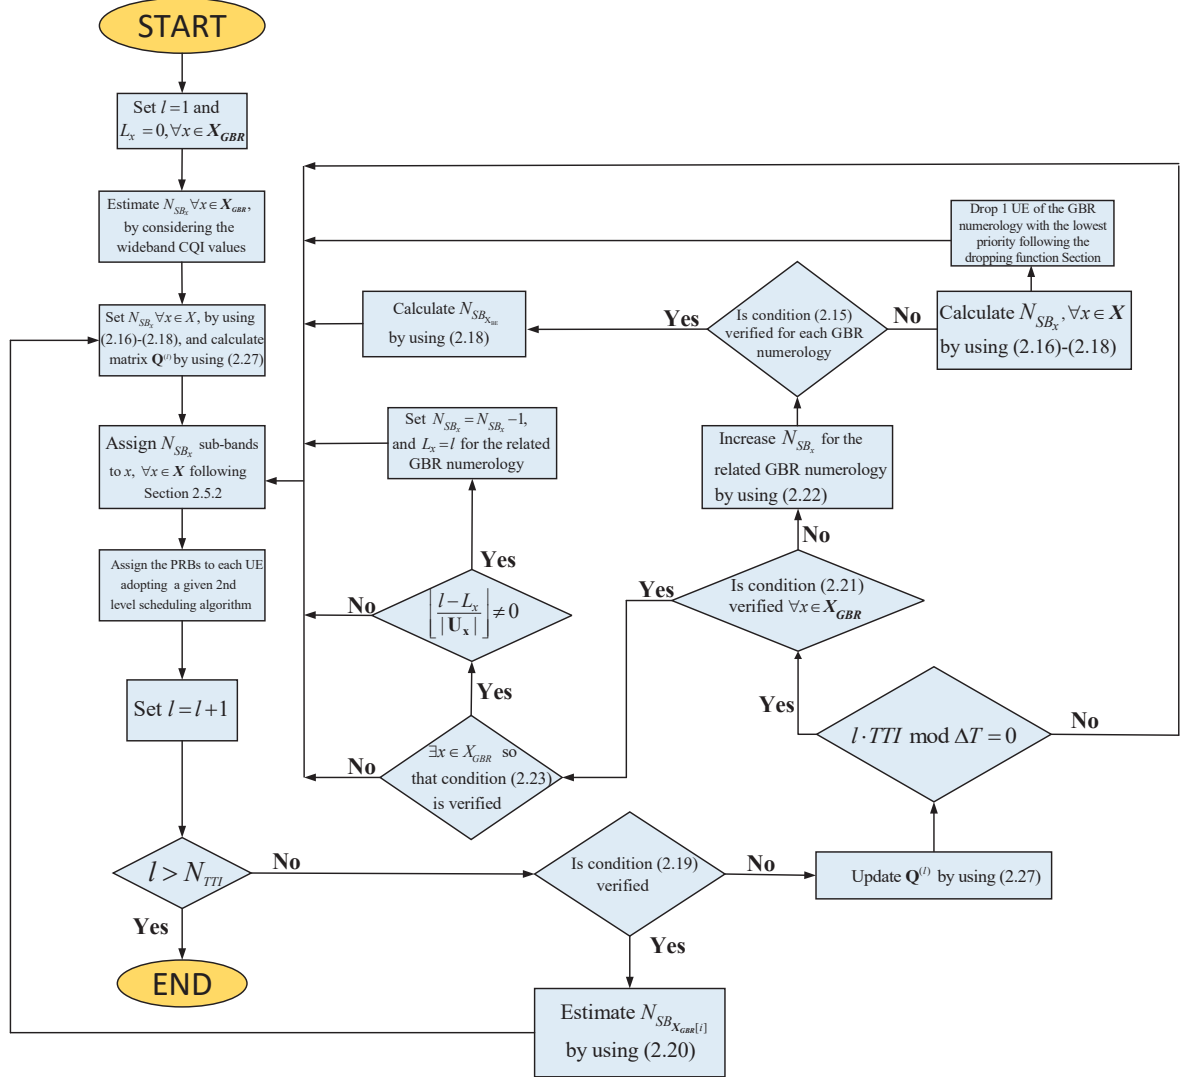 START
Set l=1 and
L_x = 0, ∀x ∈ X_GBR
Estimate N_SB_x ∀x ∈ X_GBR,
by considering the
wideband CQI values
Set N_SB_x ∀x ∈ X, by using
(2.16)-(2.18), and calculate
matrix Q^(l) by using (2.27)
Assign N_SB_x sub-bands
to x, ∀x ∈ X following
Section 2.5.2
Assign the PRBs to each UE
adopting a given 2nd
level scheduling algorithm
Set l = l+1
l > N_TTI
No
Yes
END
Is condition (2.19)
verified
No
Yes
Estimate N_SB_X_GBR[i]
by using (2.20)
Update Q^(l) by using (2.27)
l·TTI mod ΔT = 0
No
Yes
Is condition (2.21)
verified ∀x ∈ X_GBR
Yes
No
∃x ∈ X_GBR so
that condition (2.23)
is verified
No
Yes
⌊(l − L_x)/|U_x|⌋ ≠ 0
No
Yes
Set N_SB_x = N_SB_x −1,
and L_x = l for the related
GBR numerology
Increase N_SB_x for the
related GBR numerology
by using (2.22)
Is condition (2.15)
verified for each GBR
numerology
Yes
No
Calculate N_SB_X_BE
by using (2.18)
Calculate N_SB_x, ∀x ∈ X
by using (2.16)-(2.18)
Drop 1 UE of the GBR
numerology with the lowest
priority following the
dropping function Section